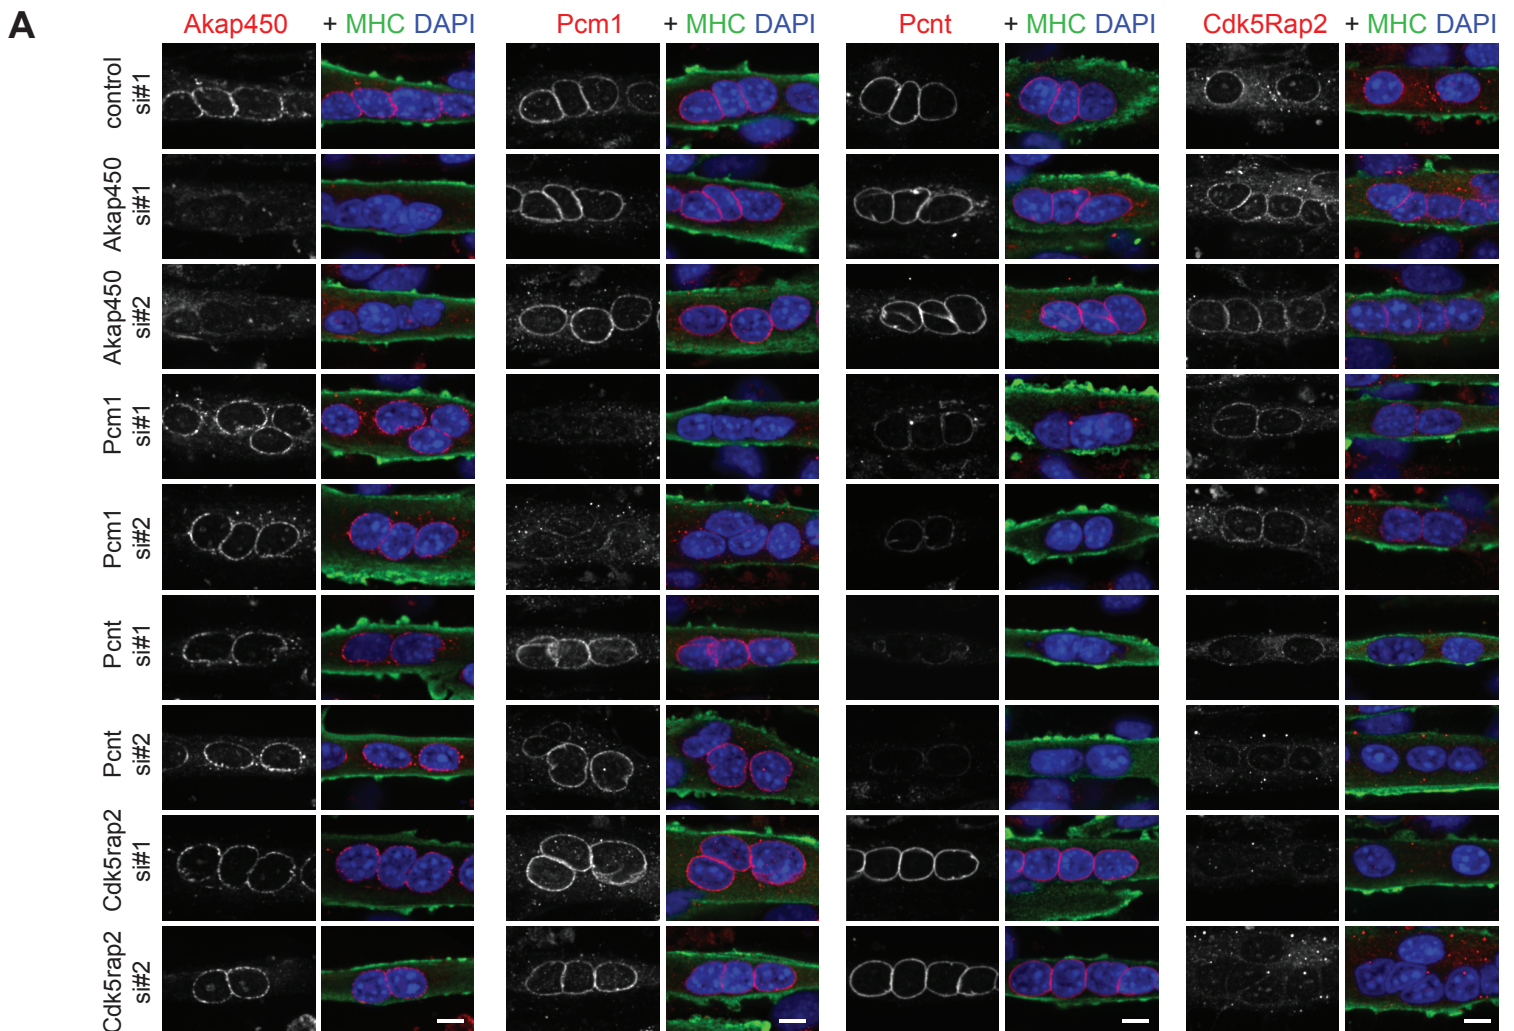 A
Akap450 + MHC DAPI Pcm1 + MHC DAPI Pcnt + MHC DAPI Cdk5Rap2 + MHC DAPI
control
si#1
Akap450
si#1
Akap450
si#2
Pcm1
si#1
Pcm1
si#2
Pcnt
si#1
Pcnt
si#2
Cdk5rap2
si#1
Cdk5rap2
si#2